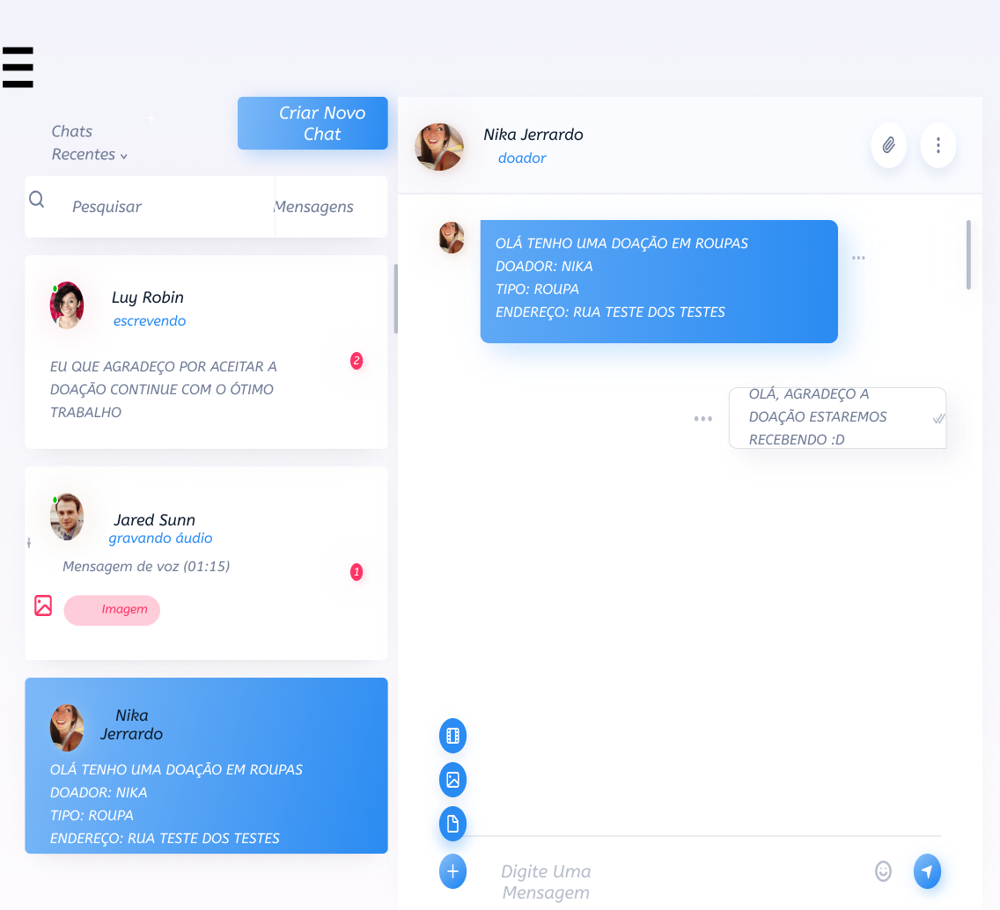 Chats
Recentes
+
Criar Novo
Chat
Pesquisar
Mensagens
Luy Robin
escrevendo
EU QUE AGRADEÇO POR ACEITAR A
DOAÇÃO CONTINUE COM O ÓTIMO
TRABALHO
2
Jared Sunn
gravando áudio
Mensagem de voz (01:15)
1
Imagem
Nika
Jerrardo
OLÁ TENHO UMA DOAÇÃO EM ROUPAS
DOADOR: NIKA
TIPO: ROUPA
ENDEREÇO: RUA TESTE DOS TESTES
Nika Jerrardo
doador
OLÁ TENHO UMA DOAÇÃO EM ROUPAS
DOADOR: NIKA
TIPO: ROUPA
ENDEREÇO: RUA TESTE DOS TESTES
OLÁ, AGRADEÇO A
DOAÇÃO ESTAREMOS
RECEBENDO :D
Digite Uma
Mensagem